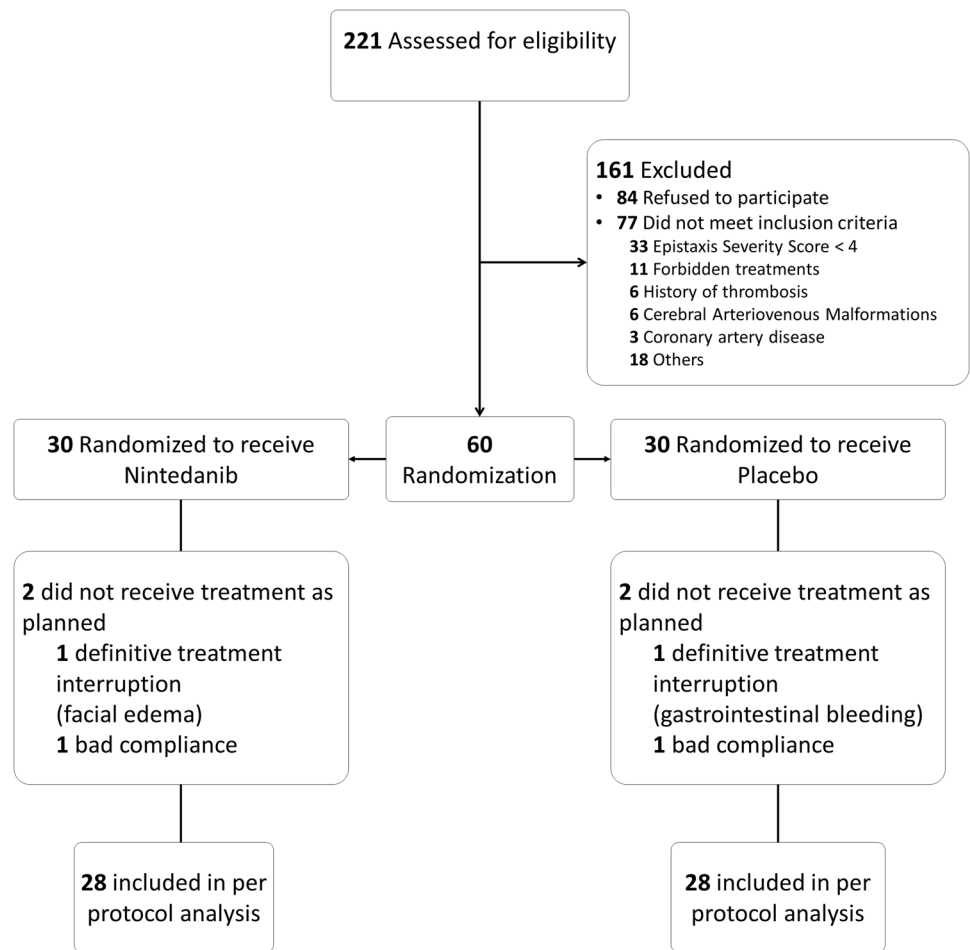 221 Assessed for eligibility
161 Excluded
• 84 Refused to participate
• 77 Did not meet inclusion criteria
33 Epistaxis Severity Score < 4
11 Forbidden treatments
6 History of thrombosis
6 Cerebral Arteriovenous Malformations
3 Coronary artery disease
18 Others
30 Randomized to receive
Nintedanib
60
Randomization
30 Randomized to receive
Placebo
2 did not receive treatment as
planned
1 definitive treatment
interruption
(facial edema)
1 bad compliance
2 did not receive treatment as
planned
1 definitive treatment
interruption
(gastrointestinal bleeding)
1 bad compliance
28 included in per
protocol analysis
28 included in per
protocol analysis